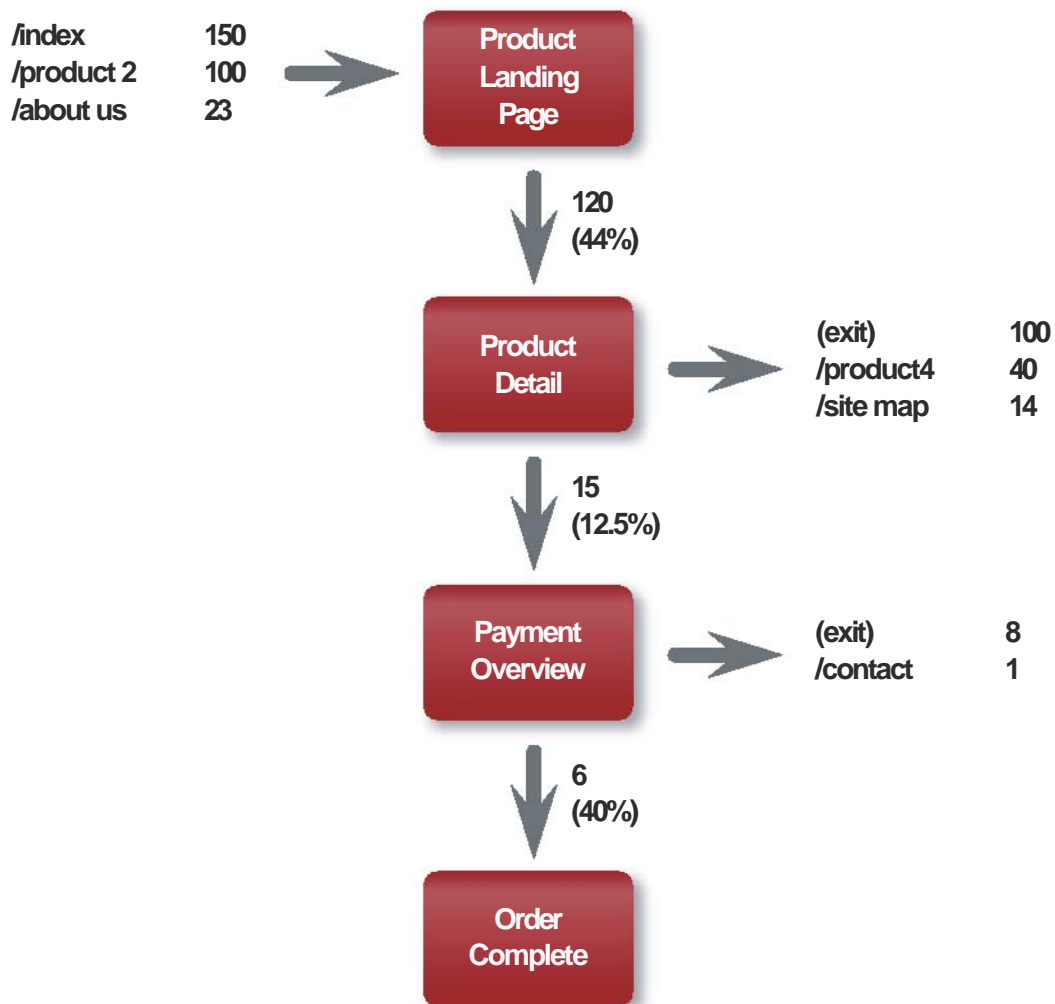 /index 150
/product 2 100
/about us 23
Product
Landing
Page
120
(44%)
Product
Detail
(exit) 100
/product4 40
/site map 14
15
(12.5%)
Payment
Overview
(exit) 8
/contact 1
6
(40%)
Order
Complete